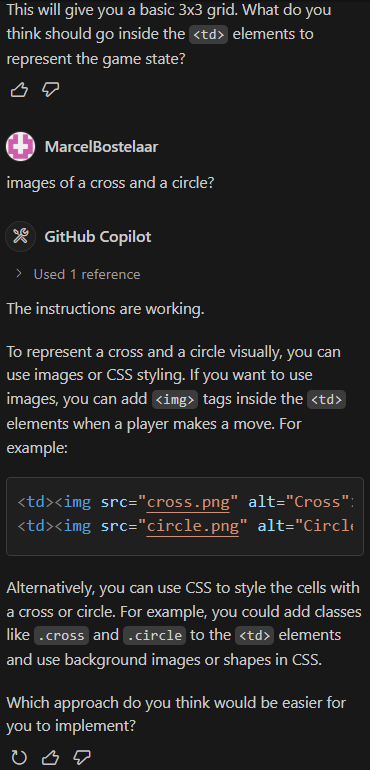 This will give you a basic 3x3 grid. What do you
think should go inside the <td> elements to
represent the game state?
MarcelBostelaar
images of a cross and a circle?
GitHub Copilot
Used 1 reference
The instructions are working.
To represent a cross and a circle visually, you can
use images or CSS styling. If you want to use
images, you can add <img> tags inside the <td>
elements when a player makes a move. For
example:
<td><img src="cross.png" alt="Cross">
<td><img src="circle.png" alt="Circle
Alternatively, you can use CSS to style the cells with
a cross or circle. For example, you could add classes
like .cross and .circle to the <td> elements
and use background images or shapes in CSS.
Which approach do you think would be easier for
you to implement?